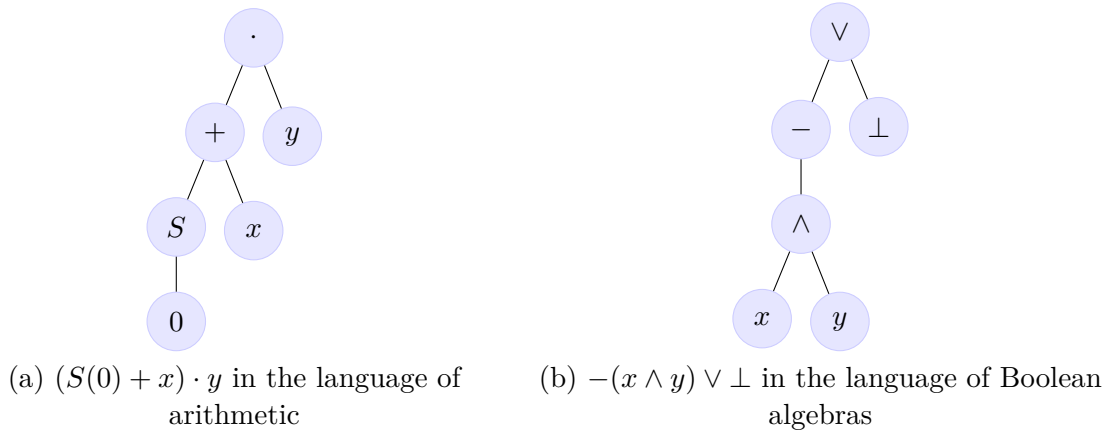 ·
∨
+
y
−
⊥
S
x
∧
0
x
y
(a) (S(0) + x) · y in the language of
arithmetic
(b) −(x ∧ y) ∨ ⊥ in the language of Boolean
algebras